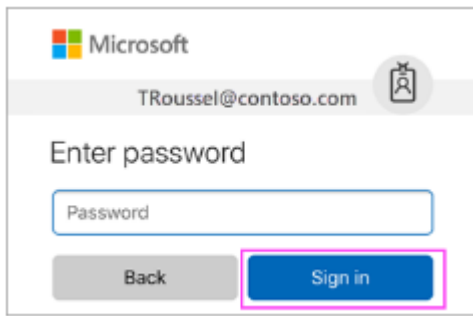 Microsoft
TRoussel@contoso.com
Enter password
Password
Back
Sign in